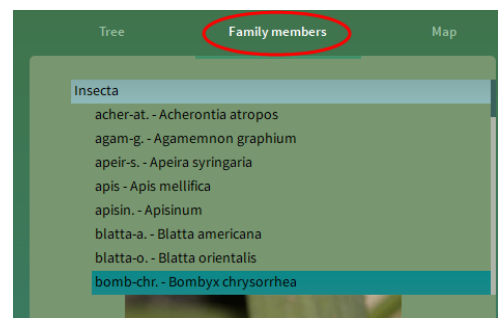 Tree Family members Map
Insecta
acher-at. - Acherontia atropos
agam-g. - Agamemnon graphium
apeir-s. - Apeira syringaria
apis - Apis mellifica
apisin. - Apisinum
blatta-a. - Blatta americana
blatta-o. - Blatta orientalis
bomb-chr. - Bombyx chrysorrhea